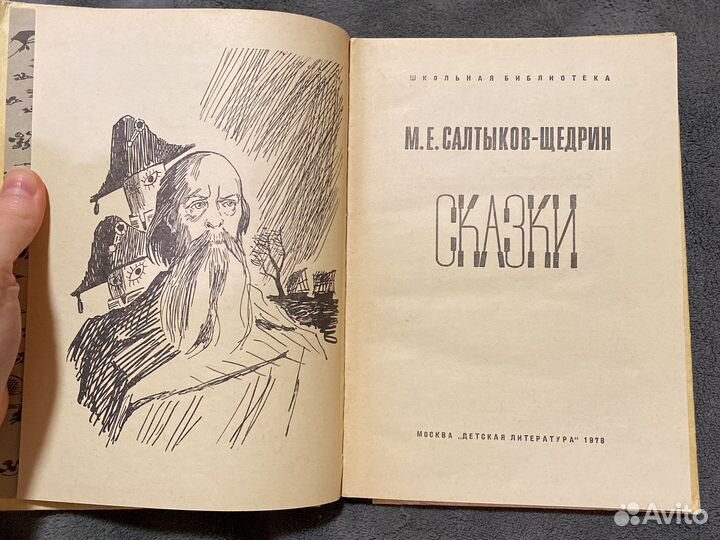 ШКОЛЬНАЯ БИБЛИОТЕКА
М.Е. САЛТЫКОВ-ЩЕДРИН
СКАЗКИ
МОСКВА „ДЕТСКАЯ ЛИТЕРАТУРА" 1978
Avito